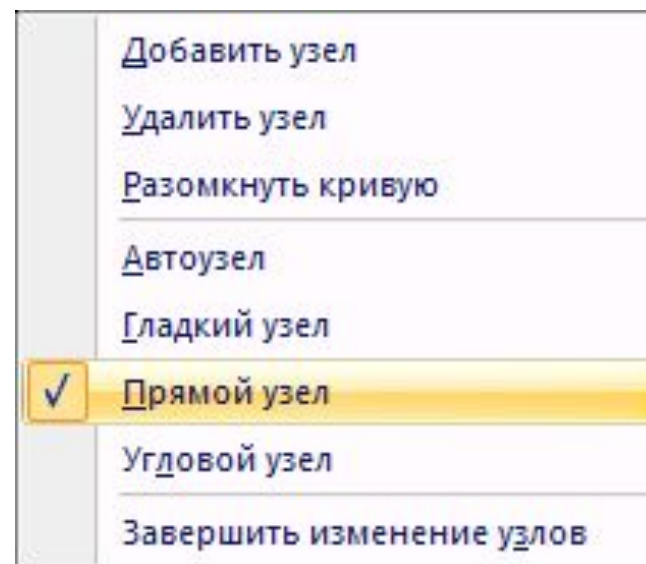 Добавить узел
Удалить узел
Разомкнуть кривую
Автоузел
Гладкий узел
Прямой узел
Угловой узел
Завершить изменение узлов